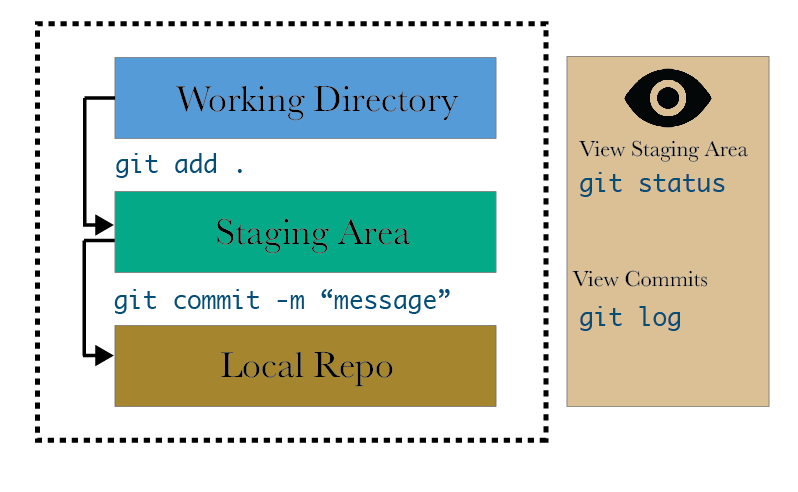 Working Directory
git add .
Staging Area
git commit -m “message”
Local Repo
View Staging Area
git status
View Commits
git log